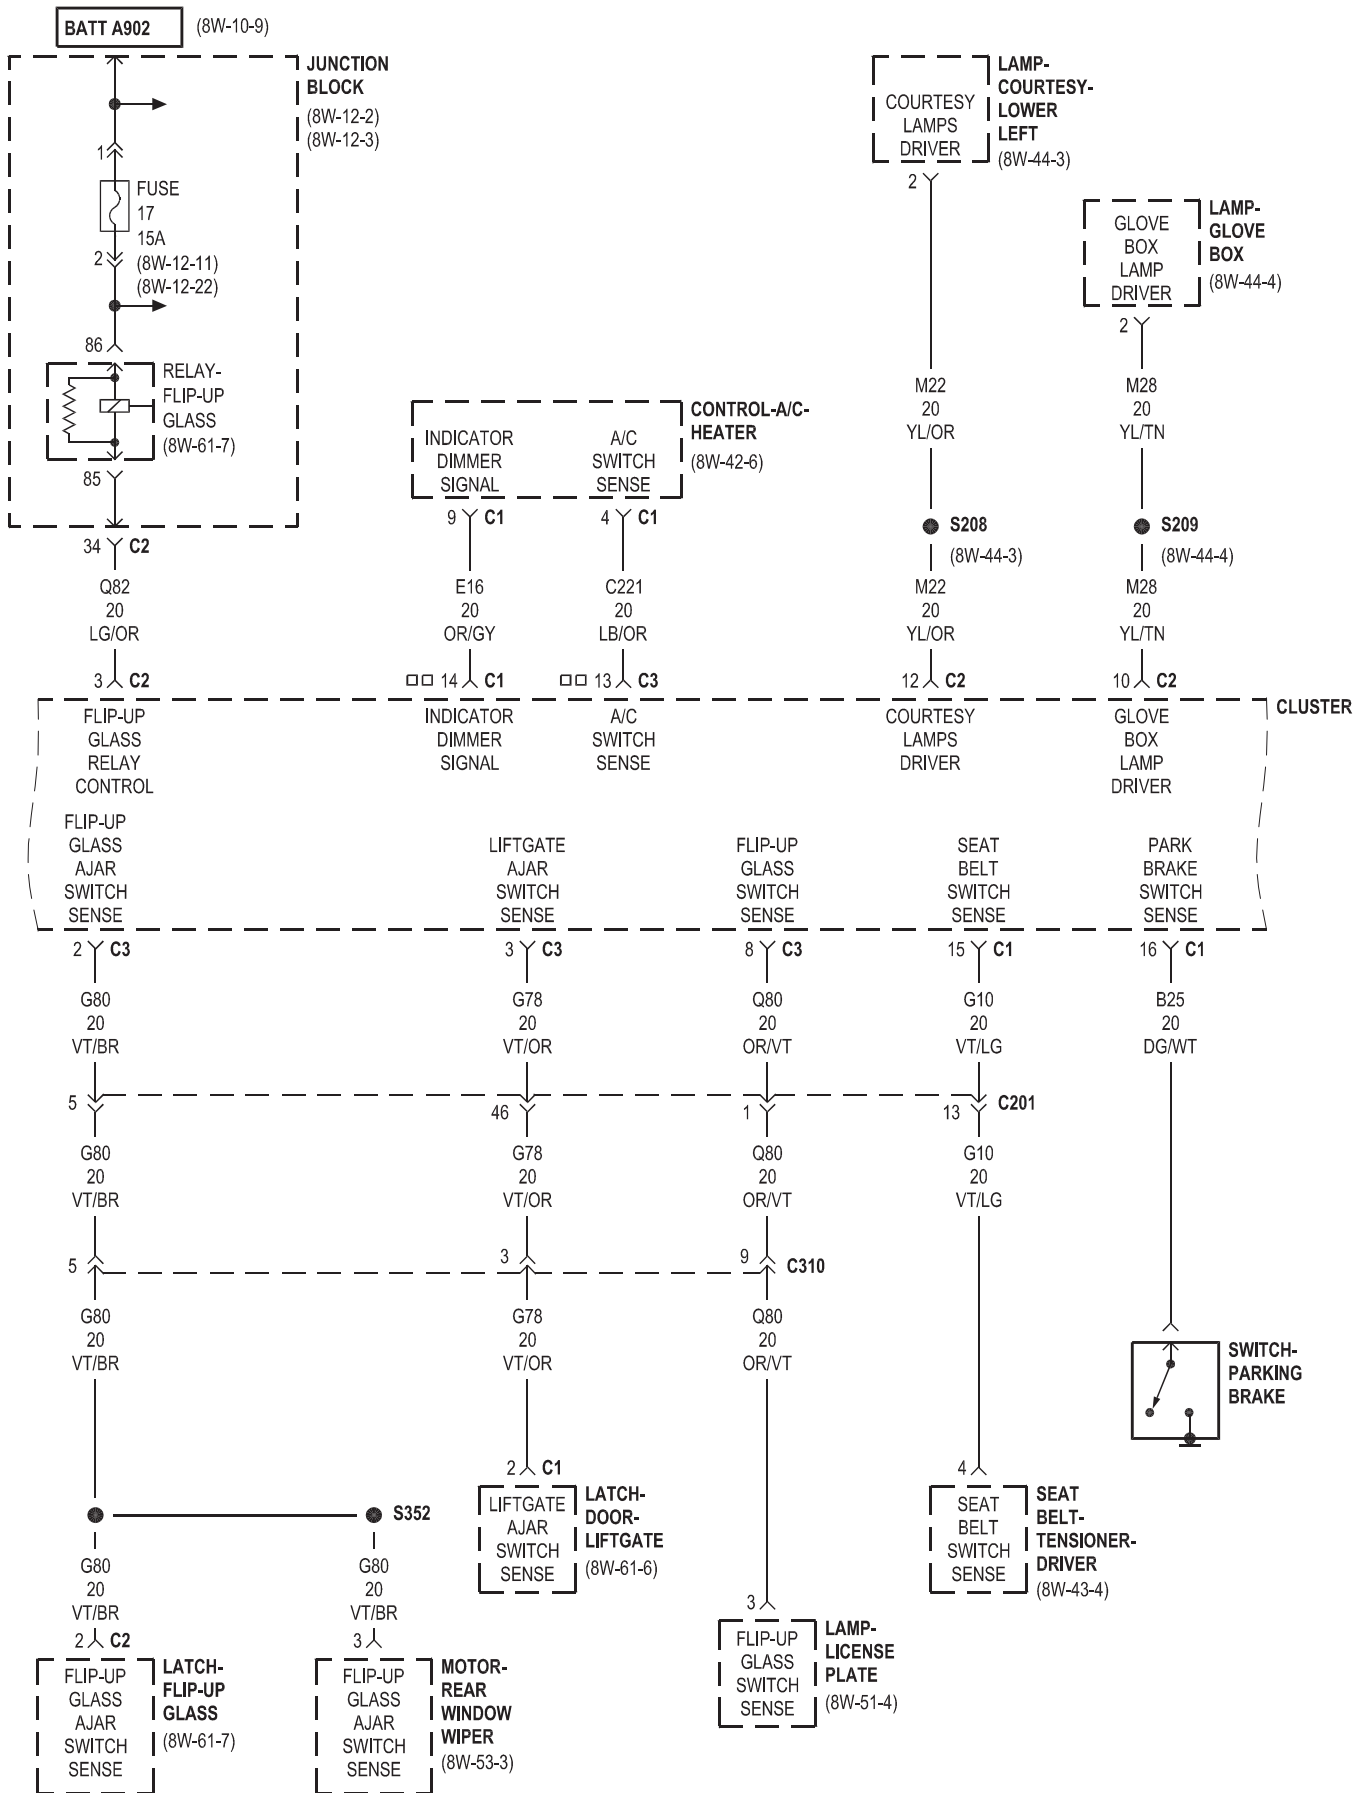 BATT A902
(8W-10-9)
JUNCTION
BLOCK
(8W-12-2)
(8W-12-3)
1
FUSE
17
15A
(8W-12-11)
(8W-12-22)
2
86
RELAY-
FLIP-UP
GLASS
(8W-61-7)
85
34 C2
Q82
20
LG/OR
3 C2
INDICATOR
DIMMER
SIGNAL
A/C
SWITCH
SENSE
CONTROL-A/C-
HEATER
(8W-42-6)
9 C1
4 C1
E16
20
OR/GY
C221
20
LB/OR
14 C1
13 C3
COURTESY
LAMPS
DRIVER
LAMP-
COURTESY-
LOWER
LEFT
(8W-44-3)
2
M22
20
YL/OR
S208
(8W-44-3)
M22
20
YL/OR
12 C2
GLOVE
BOX
LAMP
DRIVER
LAMP-
GLOVE
BOX
(8W-44-4)
2
M28
20
YL/TN
S209
(8W-44-4)
M28
20
YL/TN
10 C2
CLUSTER
FLIP-UP
GLASS
RELAY
CONTROL
INDICATOR
DIMMER
SIGNAL
A/C
SWITCH
SENSE
COURTESY
LAMPS
DRIVER
GLOVE
BOX
LAMP
DRIVER
FLIP-UP
GLASS
AJAR
SWITCH
SENSE
LIFTGATE
AJAR
SWITCH
SENSE
FLIP-UP
GLASS
SWITCH
SENSE
SEAT
BELT
SWITCH
SENSE
PARK
BRAKE
SWITCH
SENSE
2 C3
3 C3
8 C3
15 C1
16 C1
G80
20
VT/BR
G78
20
VT/OR
Q80
20
OR/VT
G10
20
VT/LG
B25
20
DG/WT
5
46
1
13
C201
G80
20
VT/BR
G78
20
VT/OR
Q80
20
OR/VT
G10
20
VT/LG
5
3
9
C310
G80
20
VT/BR
G78
20
VT/OR
Q80
20
OR/VT
SWITCH-
PARKING
BRAKE
2 C1
LIFTGATE
AJAR
SWITCH
SENSE
LATCH-
DOOR-
LIFTGATE
(8W-61-6)
4
SEAT
BELT
SWITCH
SENSE
SEAT
BELT-
TENSIONER-
DRIVER
(8W-43-4)
S352
G80
20
VT/BR
G80
20
VT/BR
2 C2
3
FLIP-UP
GLASS
AJAR
SWITCH
SENSE
LATCH-
FLIP-UP
GLASS
(8W-61-7)
FLIP-UP
GLASS
AJAR
SWITCH
SENSE
MOTOR-
REAR
WINDOW
WIPER
(8W-53-3)
3
FLIP-UP
GLASS
SWITCH
SENSE
LAMP-
LICENSE
PLATE
(8W-51-4)